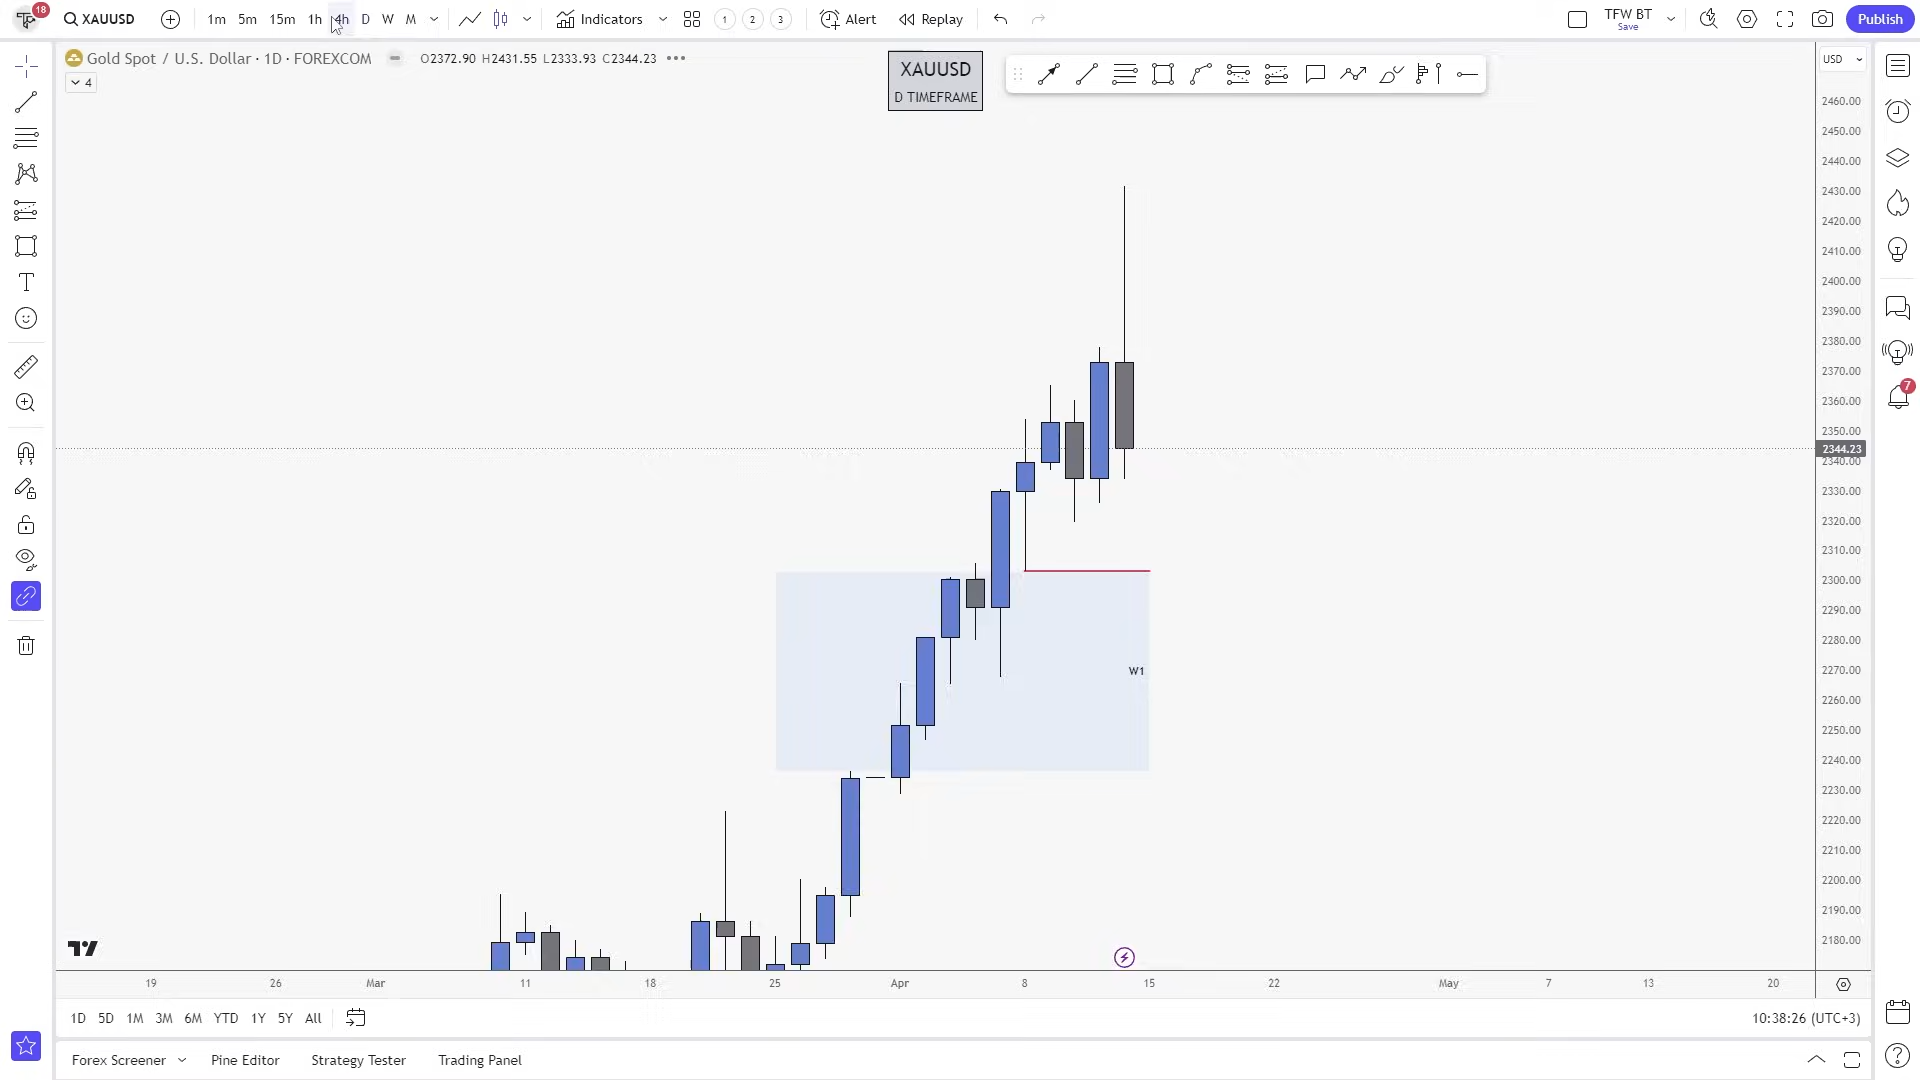 18
XAUUSD
1m
5m
15m
1h
4h
D
W
M
Indicators
1
2
3
Alert
Replay
TFW BT
Save
Publish
Gold Spot / U.S. Dollar · 1D · FOREXCOM
O2372.90 H2431.55 L2333.93 C2344.23
4
XAUUSD
D TIMEFRAME
USD
2460.00
2450.00
2440.00
2430.00
2420.00
2410.00
2400.00
2390.00
2380.00
2370.00
2360.00
2350.00
2344.23
2340.00
2330.00
2320.00
2310.00
2300.00
2290.00
2280.00
2270.00
2260.00
2250.00
2240.00
2230.00
2220.00
2210.00
2200.00
2190.00
2180.00
7
W1
19
26
Mar
11
18
25
Apr
8
15
22
May
7
13
20
1D
5D
1M
3M
6M
YTD
1Y
5Y
All
10:38:26 (UTC+3)
Forex Screener
Pine Editor
Strategy Tester
Trading Panel